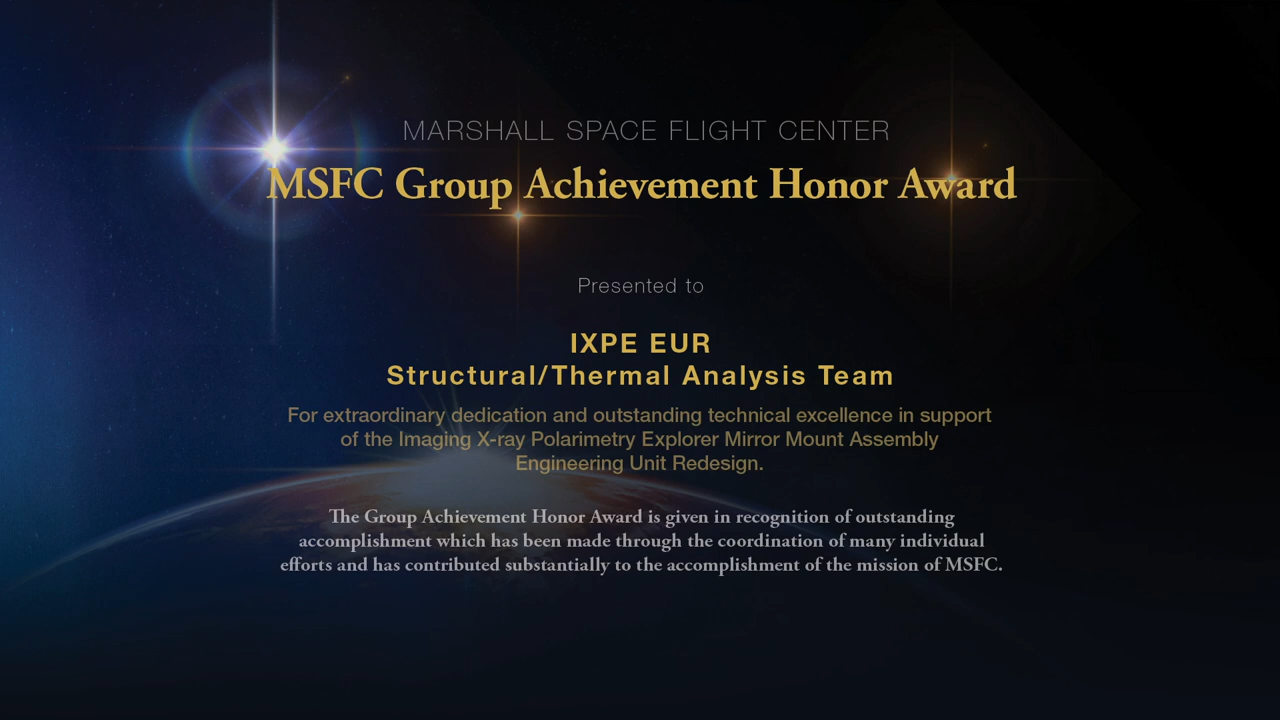 MARSHALL SPACE FLIGHT CENTER
MSFC Group Achievement Honor Award
Presented to
IXPE EUR
Structural/Thermal Analysis Team
For extraordinary dedication and outstanding technical excellence in support
of the Imaging X-ray Polarimetry Explorer Mirror Mount Assembly
Engineering Unit Redesign.
The Group Achievement Honor Award is given in recognition of outstanding
accomplishment which has been made through the coordination of many individual
efforts and has contributed substantially to the accomplishment of the mission of MSFC.